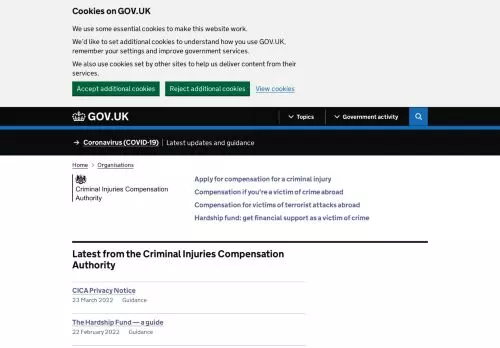 Cookies on GOV.UK
We use some essential cookies to make this website work.
We'd like to set additional cookies to understand how you use GOV.UK,
remember your settings and improve government services.
We also use cookies set by other sites to help us deliver content from their
services.
Accept additional cookies
Reject additional cookies
View cookies
GOV.UK
Topics
Government activity
→ Coronavirus (COVID-19) | Latest updates and guidance
Home > Organisations
Criminal Injuries Compensation
Authority
Apply for compensation for a criminal injury
Compensation if you're a victim of crime abroad
Compensation for victims of terrorist attacks abroad
Hardship fund: get financial support as a victim of crime
Latest from the Criminal Injuries Compensation
Authority
CICA Privacy Notice
23 March 2022 Guidance
The Hardship Fund — a guide
22 February 2022 Guidance